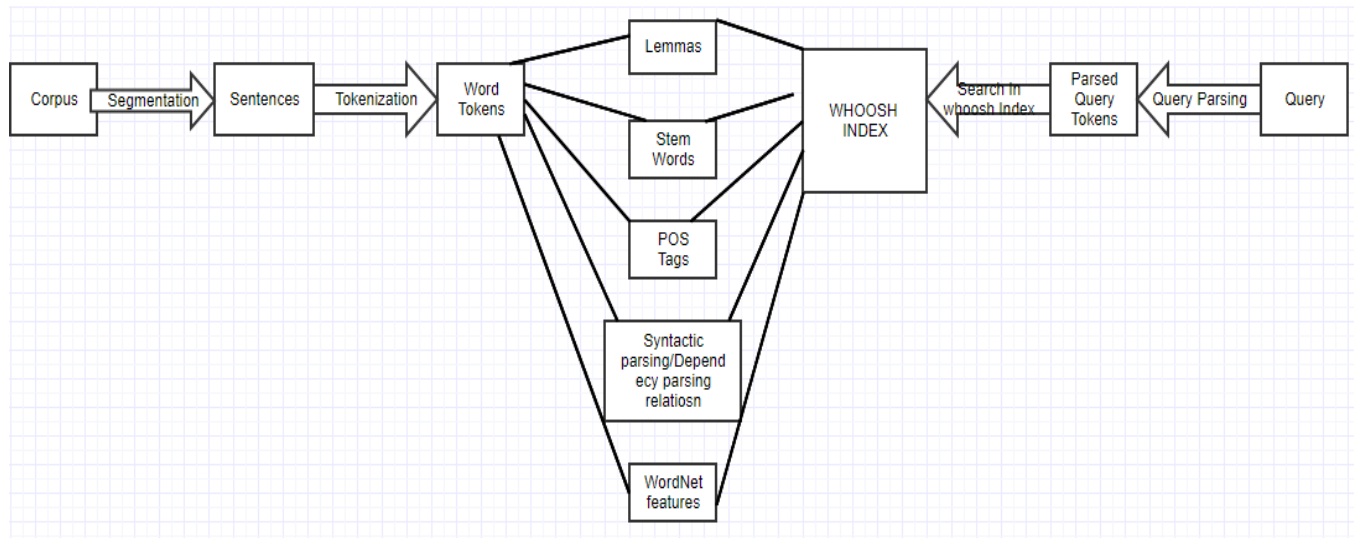 Corpus
Segmentation
Sentences
Tokenization
Word
Tokens
Lemmas
Stem
Words
POS
Tags
Syntactic
parsing/Depend
ecy parsing
relatiosn
WordNet
features
WHOOSH
INDEX
Search in
whoosh Index
Parsed
Query
Tokens
Query Parsing
Query